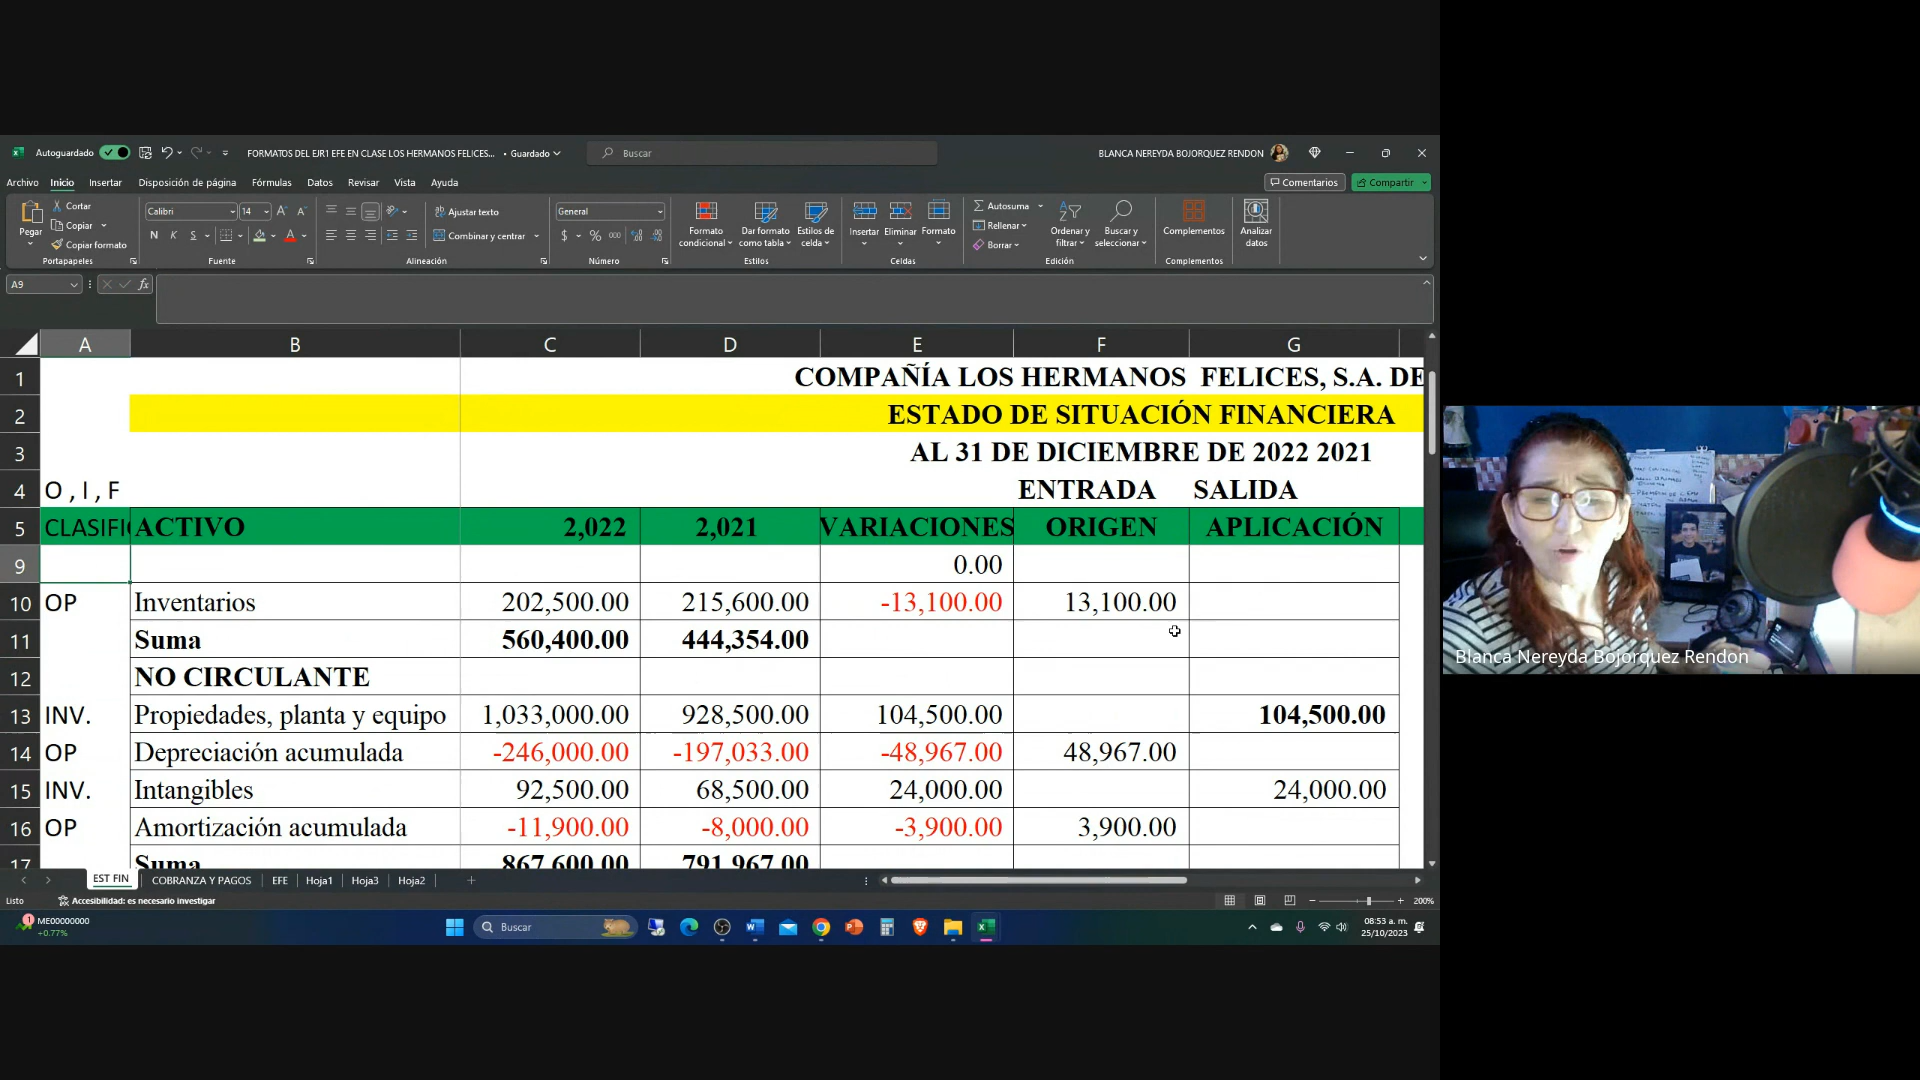 Autoguardado
FORMATOS DEL EJR1 EFE EN CLASE LOS HERMANOS FELICES... • Guardado
Buscar
BLANCA NEREYDA BOJORQUEZ RENDON
Archivo Inicio Insertar Disposición de página Fórmulas Datos Revisar Vista Ayuda
Comentarios Compartir
Pegar
Cortar
Copiar
Copiar formato
Portapapeles
Calibri 14
N K S
Fuente
Ajustar texto
Combinar y centrar
Alineación
General
$ % 000
Número
Formato condicional
Dar formato como tabla
Estilos de celda
Estilos
Insertar Eliminar Formato
Celdas
Autosuma
Rellenar
Borrar
Ordenar y filtrar
Buscar y seleccionar
Edición
Complementos
Complementos
Analizar datos
A9 fx
A B C D E F G
1 COMPAÑÍA LOS HERMANOS FELICES, S.A. DE
2 ESTADO DE SITUACIÓN FINANCIERA
3 AL 31 DE DICIEMBRE DE 2022 2021
4 O , I , F ENTRADA SALIDA
5 CLASIFI ACTIVO 2,022 2,021 VARIACIONES ORIGEN APLICACIÓN
9 0.00
10 OP Inventarios 202,500.00 215,600.00 -13,100.00 13,100.00
11 Suma 560,400.00 444,354.00
12 NO CIRCULANTE
13 INV. Propiedades, planta y equipo 1,033,000.00 928,500.00 104,500.00 104,500.00
14 OP Depreciación acumulada -246,000.00 -197,033.00 -48,967.00 48,967.00
15 INV. Intangibles 92,500.00 68,500.00 24,000.00 24,000.00
16 OP Amortización acumulada -11,900.00 -8,000.00 -3,900.00 3,900.00
17 Suma 867,600.00 791,967.00
EST FIN COBRANZA Y PAGOS EFE Hoja1 Hoja3 Hoja2
Listo Accesibilidad: es necesario investigar 200%
1 ME00000000
+0.77%
Buscar
08:53 a. m.
25/10/2023
Blanca Nereyda Bojorquez Rendon